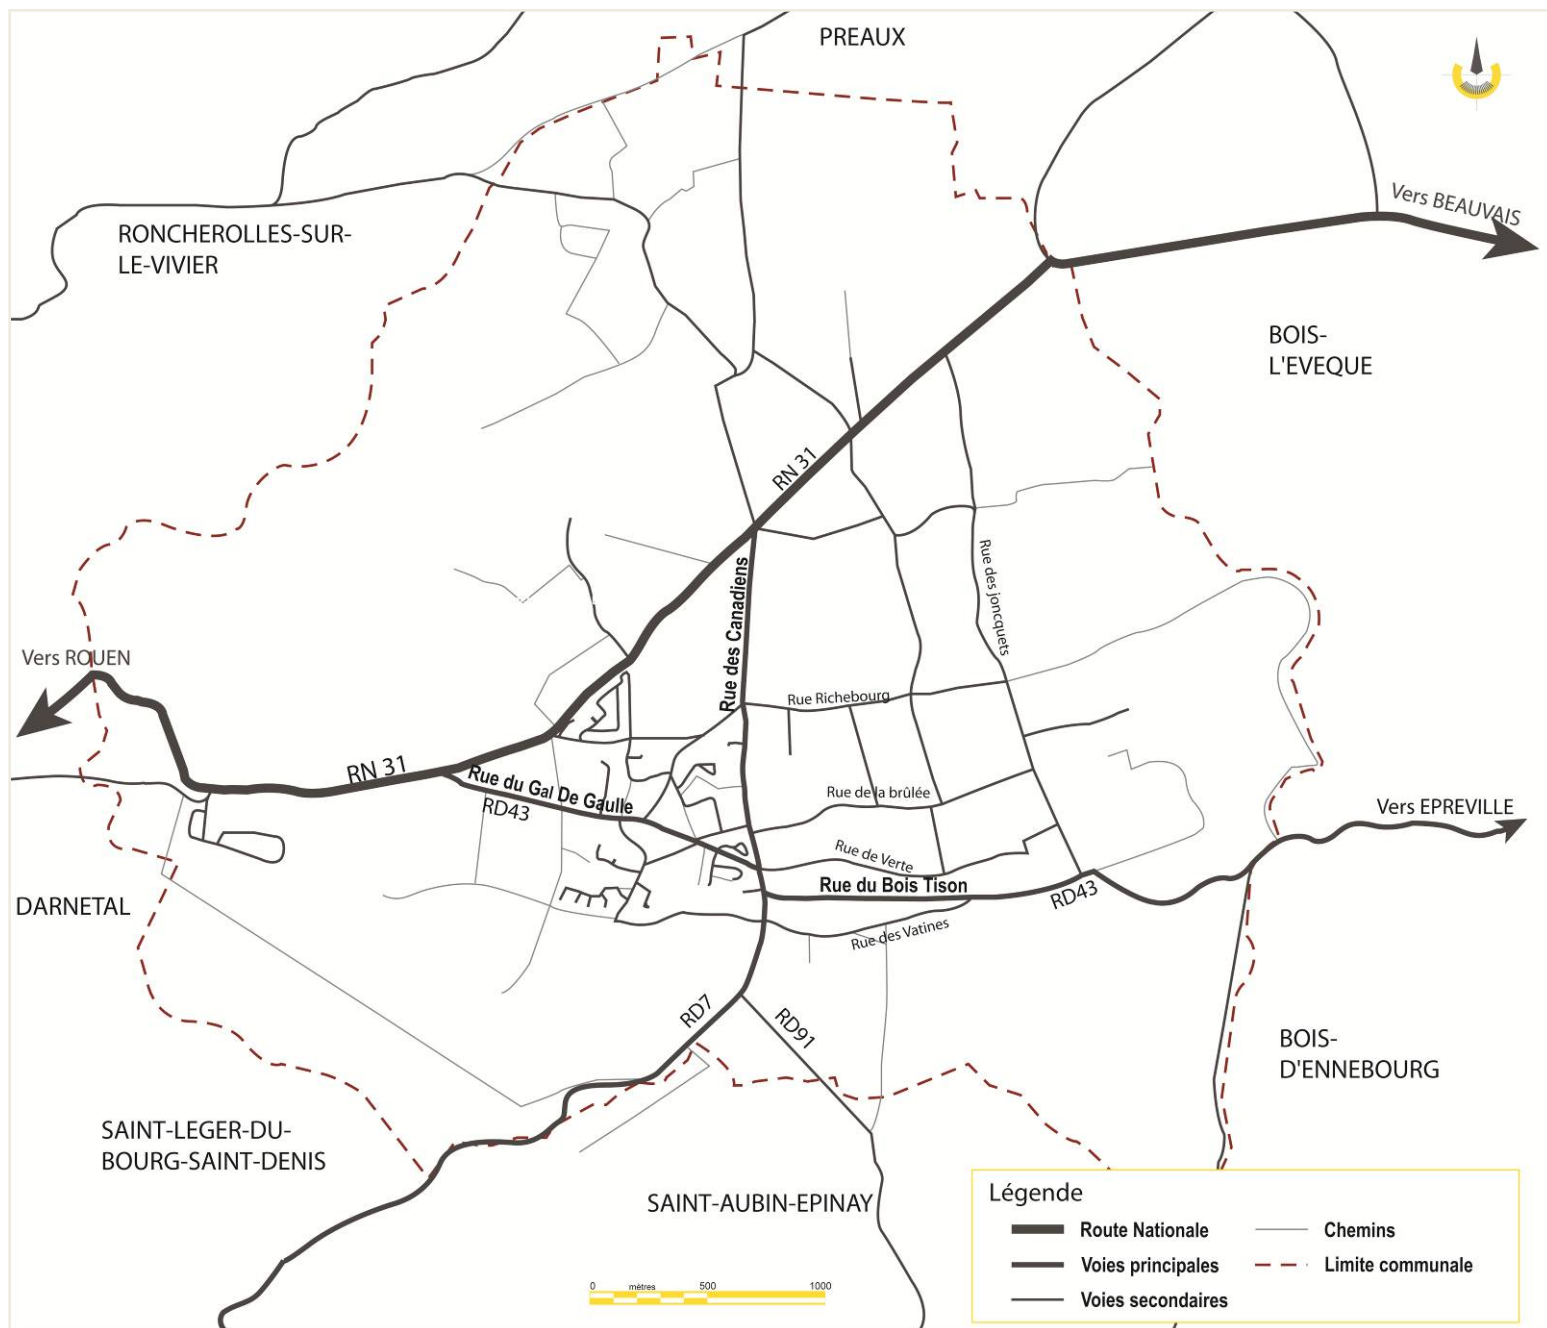 PREAUX
Vers BEAUVAIS
RONCHEROLLES-SUR-
LE-VIVIER
BOIS-
L'EVEQUE
RN 31
Rue des Canadiens
Rue des joncquets
Vers ROUEN
Rue Richebourg
RN 31
Rue du Gal De Gaulle
RD43
Rue de la brûlée
Vers EPREVILLE
Rue de Verte
Rue du Bois Tison
RD43
DARNETAL
Rue des Vatines
RD7
RD91
BOIS-
D'ENNEBOURG
SAINT-LEGER-DU-
BOURG-SAINT-DENIS
SAINT-AUBIN-EPINAY
Légende
Route Nationale
Chemins
Voies principales
Limite communale
Voies secondaires
0 mètres 500 1000